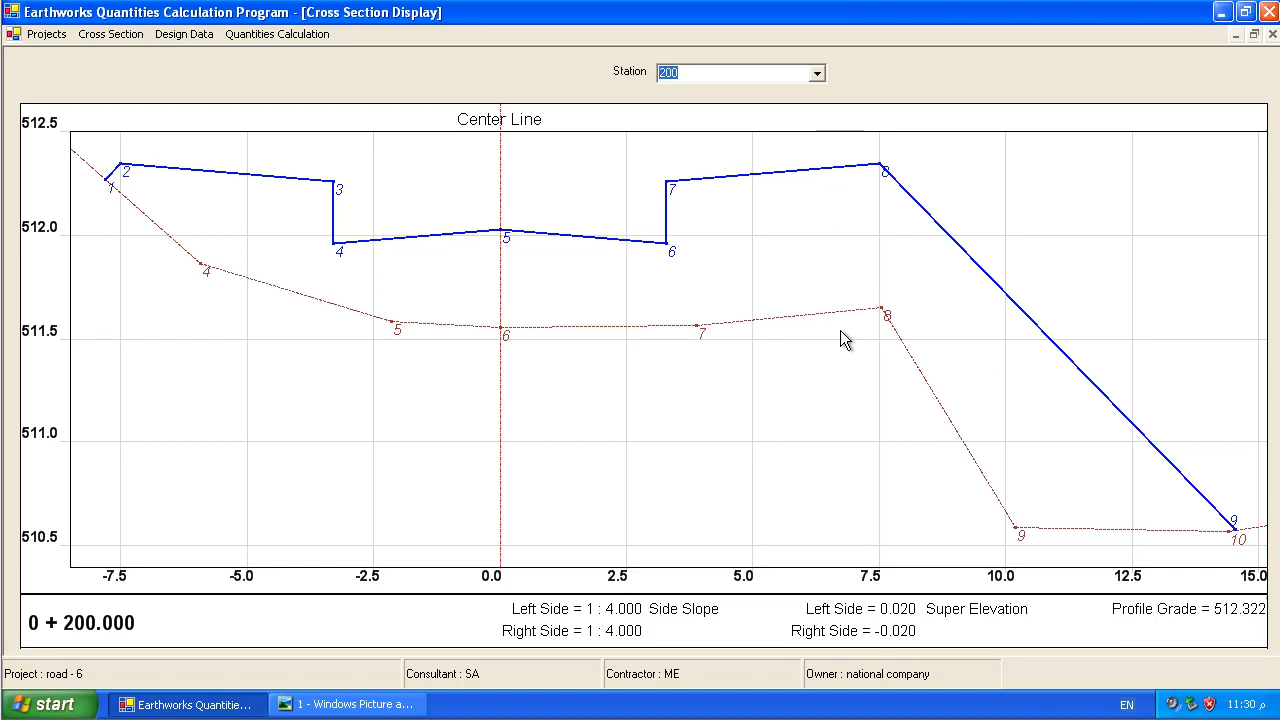 Earthworks Quantities Calculation Program - [Cross Section Display]
Projects Cross Section Design Data Quantities Calculation
Station 200
Center Line
512.5
512.0
511.5
511.0
510.5
1 2 3 4 5 6 7 8 9
4 5 6 7 8 9 10
-7.5 -5.0 -2.5 0.0 2.5 5.0 7.5 10.0 12.5 15.0
0 + 200.000
Left Side = 1 : 4.000 Side Slope Left Side = 0.020 Super Elevation Profile Grade = 512.322
Right Side = 1 : 4.000 Right Side = -0.020
Project : road - 6 Consultant : SA Contractor : ME Owner : national company
start Earthworks Quantitie... 1 - Windows Picture a... EN 11:30 م